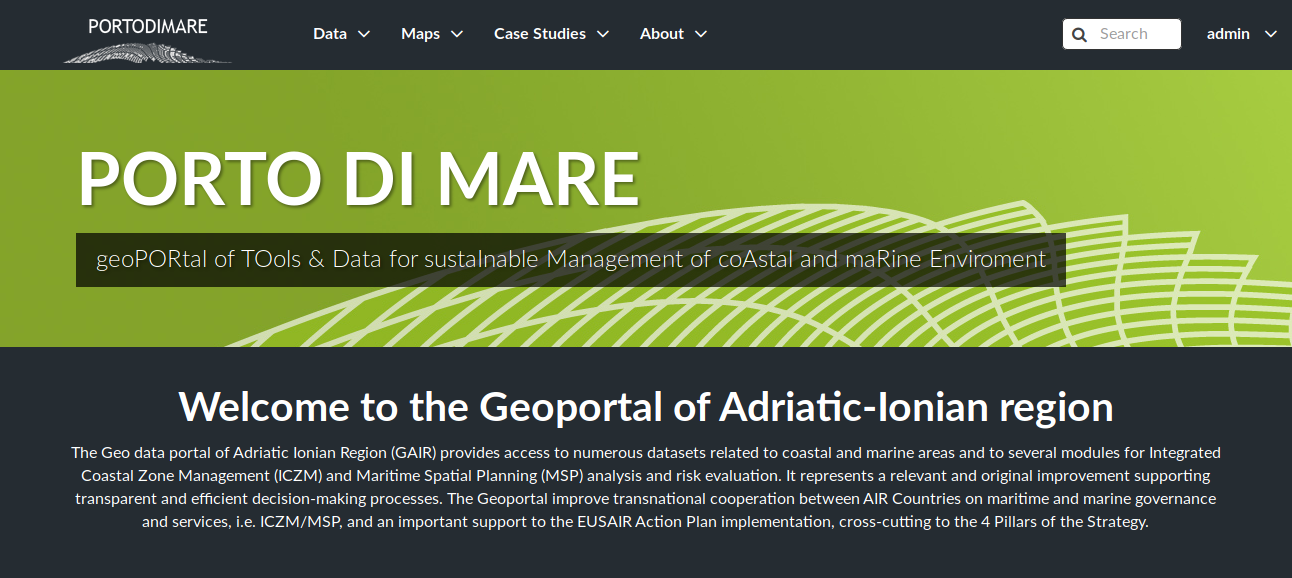 PORTODIMARE
Data
Maps
Case Studies
About
Search
admin
PORTO DI MARE
geoPORtal of TOols & Data for sustaInable Management of coAstal and maRine Enviroment
Welcome to the Geoportal of Adriatic-Ionian region
The Geo data portal of Adriatic Ionian Region (GAIR) provides access to numerous datasets related to coastal and marine areas and to several modules for Integrated
Coastal Zone Management (ICZM) and Maritime Spatial Planning (MSP) analysis and risk evaluation. It represents a relevant and original improvement supporting
transparent and efficient decision-making processes. The Geoportal improve transnational cooperation between AIR Countries on maritime and marine governance
and services, i.e. ICZM/MSP, and an important support to the EUSAIR Action Plan implementation, cross-cutting to the 4 Pillars of the Strategy.